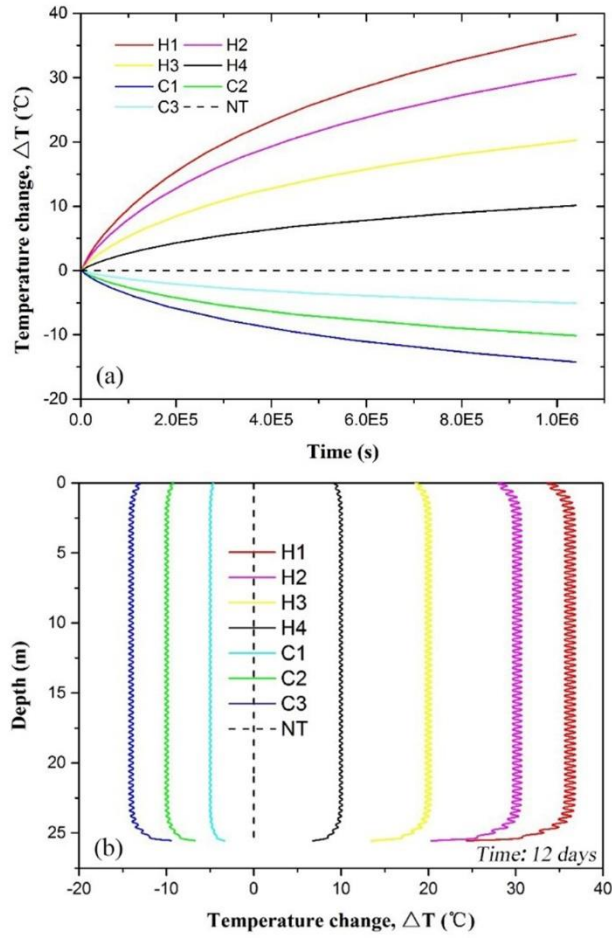 40
30
20
10
0
-10
-20
Temperature change, △T (℃)
H1 H2
H3 H4
C1 C2
C3 NT
(a)
0.0 2.0E5 4.0E5 6.0E5 8.0E5 1.0E6
Time (s)
0
5
10
15
20
25
Depth (m)
H1
H2
H3
H4
C1
C2
C3
NT
(b)
Time: 12 days
-20 -10 0 10 20 30 40
Temperature change, △T (℃)